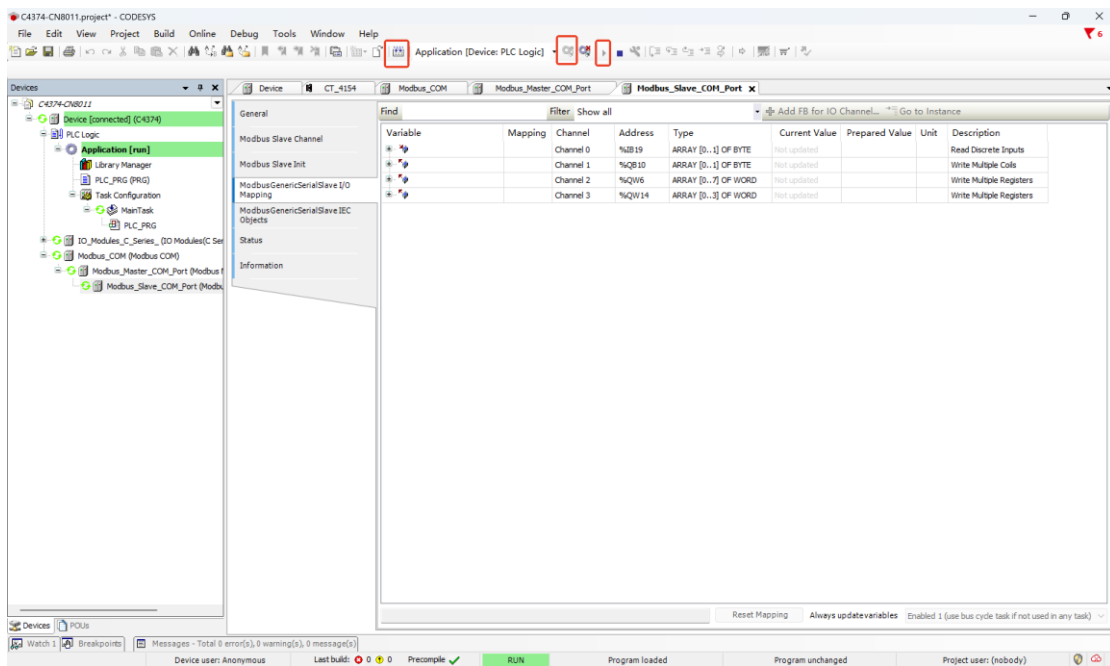 C4374-CN8011.project* - CODESYS
File Edit View Project Build Online Debug Tools Window Help
6
Application [Device: PLC Logic]
Devices
Device CT_4154 Modbus_COM Modbus_Master_COM_Port Modbus_Slave_COM_Port
C4374-CN8011
Device [connected] (C4374)
PLC Logic
Application [run]
Library Manager
PLC_PRG (PRG)
Task Configuration
MainTask
PLC_PRG
IO_Modules_C_Series_ (IO Modules(C Ser
Modbus_COM (Modbus COM)
Modbus_Master_COM_Port (Modbus
Modbus_Slave_COM_Port (Modbu
General
Modbus Slave Channel
Modbus Slave Init
ModbusGenericSerialSlave I/O
Mapping
ModbusGenericSerialSlave IEC
Objects
Status
Information
Find Filter Show all Add FB for IO Channel... Go to Instance
Variable Mapping Channel Address Type Current Value Prepared Value Unit Description
Channel 0 %IB19 ARRAY [0..1] OF BYTE Not updated Read Discrete Inputs
Channel 1 %QB10 ARRAY [0..1] OF BYTE Not updated Write Multiple Coils
Channel 2 %QW6 ARRAY [0..7] OF WORD Not updated Write Multiple Registers
Channel 3 %QW14 ARRAY [0..3] OF WORD Not updated Write Multiple Registers
Reset Mapping Always updatevariables Enabled 1 (use bus cycle task if not used in any task)
Devices POUs
Watch 1 Breakpoints Messages - Total 0 error(s), 0 warning(s), 0 message(s)
Device user: Anonymous Last build: 0 0 Precompile RUN Program loaded Program unchanged Project user: (nobody)